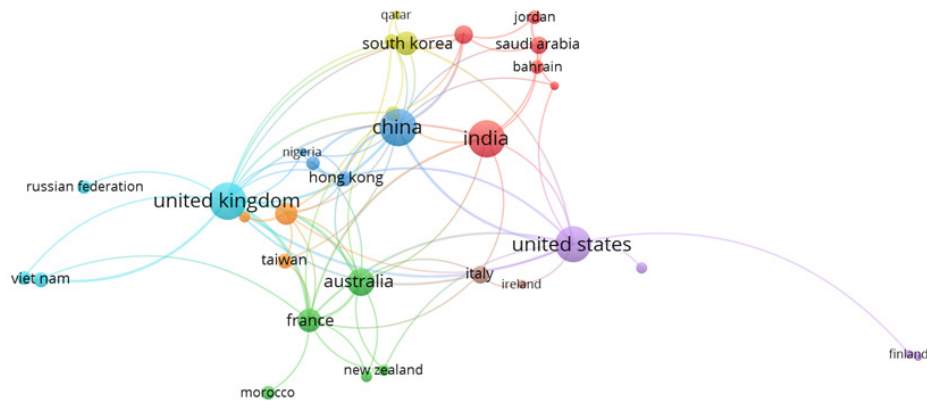 qatar
jordan
south korea
saudi arabia
bahrain
china
india
nigeria
hong kong
russian federation
united kingdom
united states
taiwan
viet nam
australia
italy
ireland
france
finland
new zealand
morocco